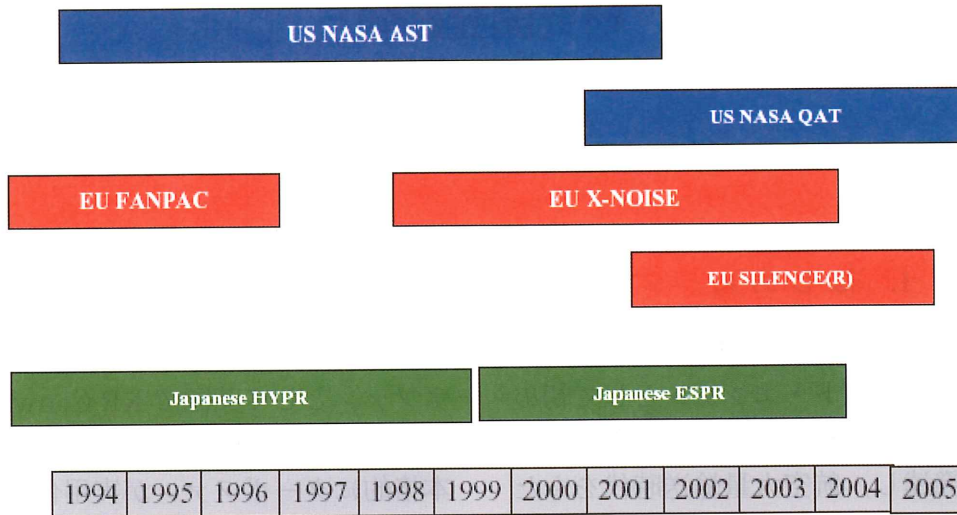 US NASA AST
US NASA QAT
EU FANPAC
EU X-NOISE
EU SILENCE(R)
Japanese HYPR
Japanese ESPR
1994 1995 1996 1997 1998 1999 2000 2001 2002 2003 2004 2005